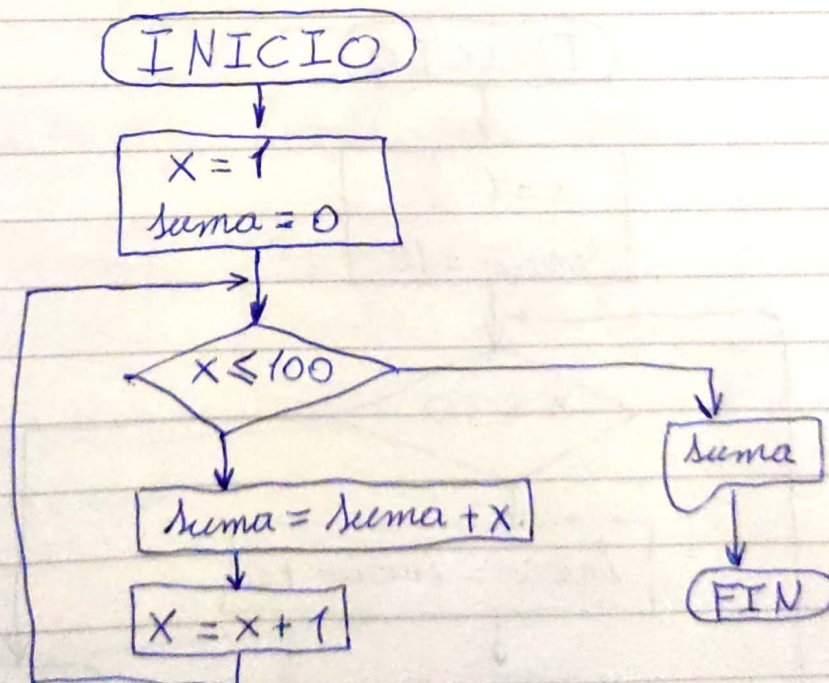 INICIO
x = 1
suma = 0
x ≤ 100
suma = suma + x
x = x + 1
suma
FIN